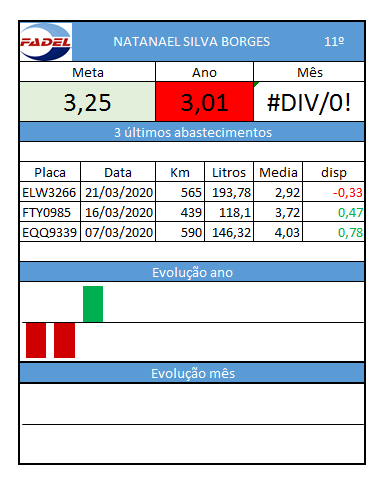 FADEL NATANAEL SILVA BORGES 11º
Meta Ano Mês
3,25 3,01 #DIV/0!
3 últimos abastecimentos
Placa Data Km Litros Media disp
ELW3266 21/03/2020 565 193,78 2,92 -0,33
FTY0985 16/03/2020 439 118,1 3,72 0,47
EQQ9339 07/03/2020 590 146,32 4,03 0,78
Evolução ano
Evolução mês